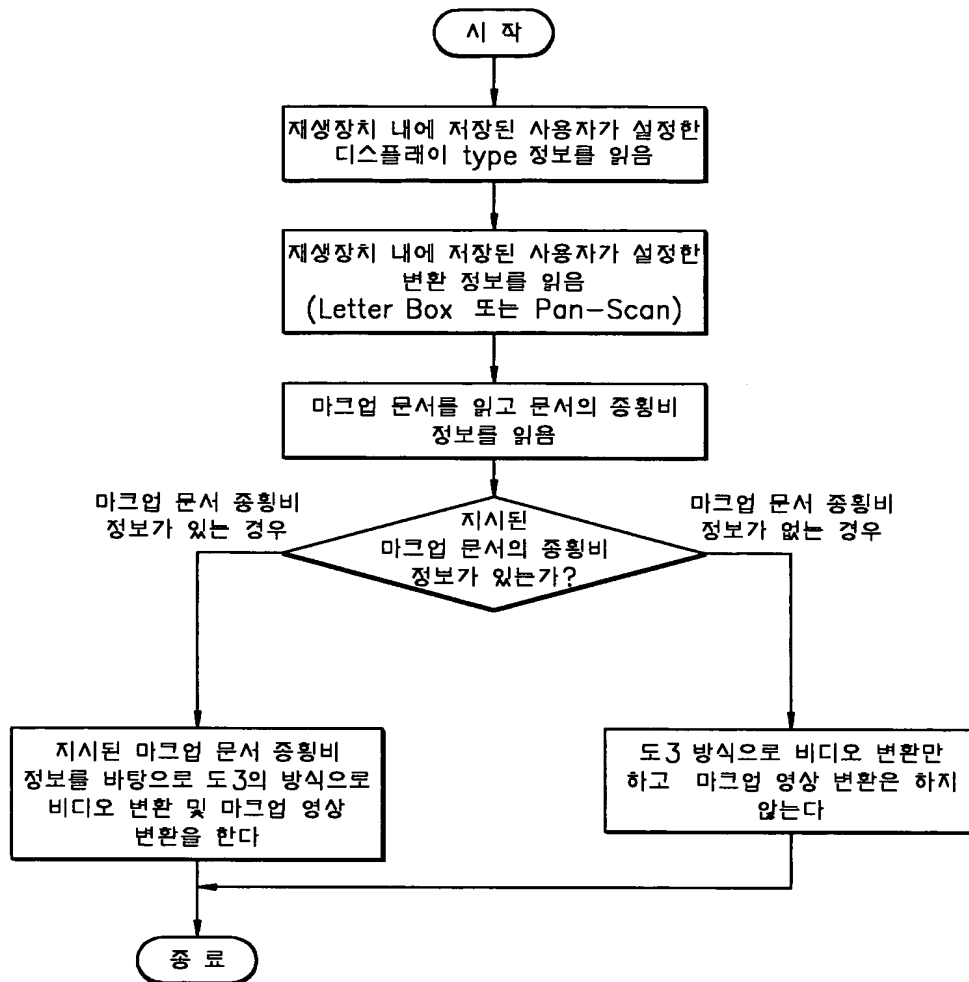 시 작
재생장치 내에 저장된 사용자가 설정한
디스플레이 type 정보를 읽음
재생장치 내에 저장된 사용자가 설정한
변환 정보를 읽음
(Letter Box 또는 Pan-Scan)
마크업 문서를 읽고 문서의 종횡비
정보를 읽음
마크업 문서 종횡비
정보가 있는 경우
지시된
마크업 문서의 종횡비
정보가 있는가?
마크업 문서 종횡비
정보가 없는 경우
지시된 마크업 문서 종횡비
정보를 바탕으로 도3의 방식으로
비디오 변환 및 마크업 영상
변환을 한다
도3 방식으로 비디오 변환만
하고 마크업 영상 변환은 하지
않는다
종 료